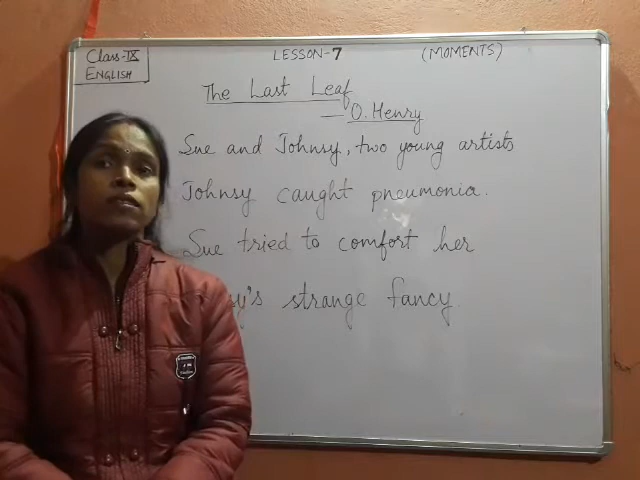 Class-IX
ENGLISH
LESSON-7
(MOMENTS)
The Last Leaf
— O. Henry
Sue and Johnsy, two young artists
Johnsy caught pneumonia.
Sue tried to comfort her
strange fancy.